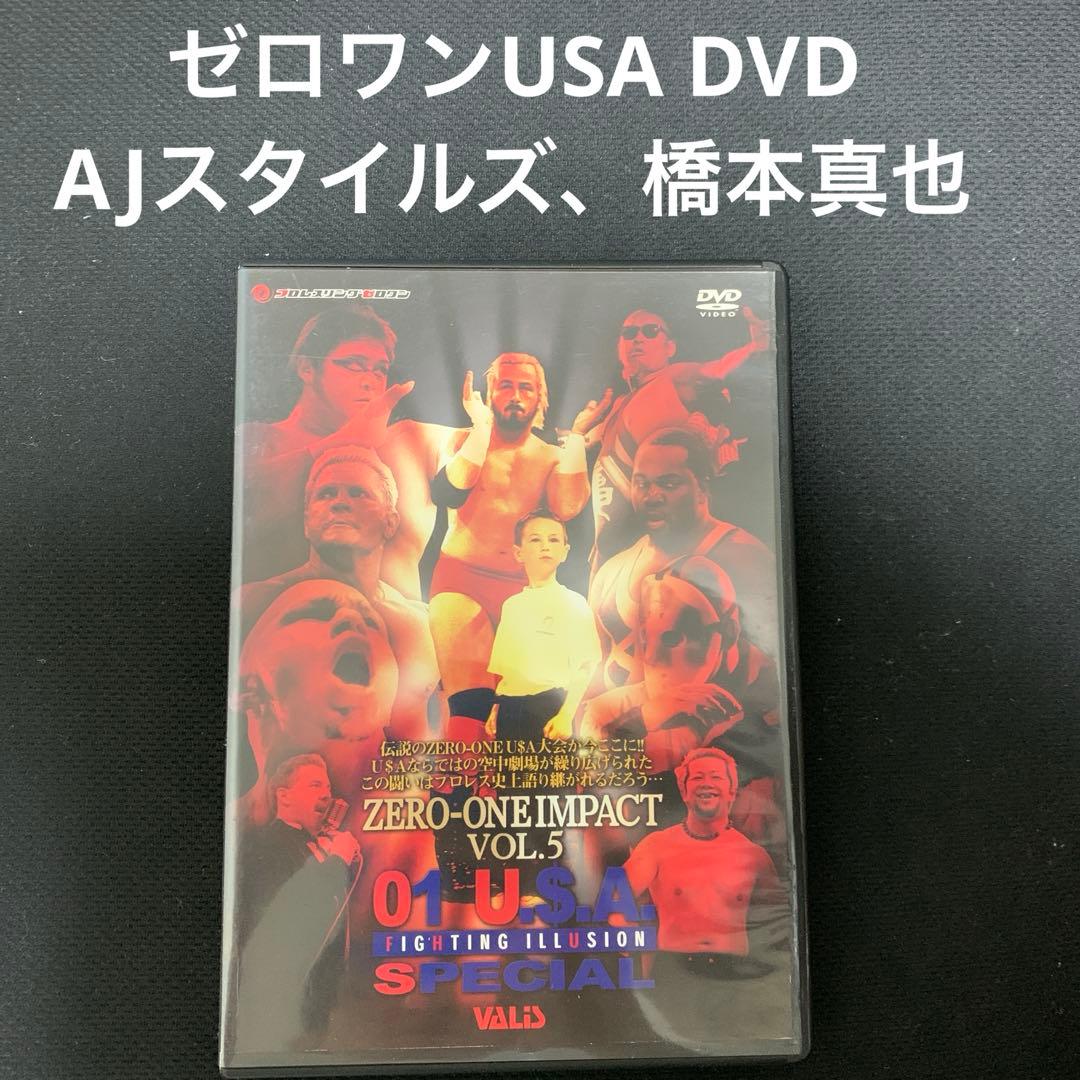 ゼロワンUSA DVD
AJスタイルズ、橋本真也
プロレスリング・ゼロワン
DVD
VIDEO
伝説のZERO-ONE U$A大会が今ここに!!
U$Aならではの空中劇場が繰り広げられた
この闘いはプロレス史上語り継がれるだろう…
ZERO-ONE IMPACT
VOL.5
01 U.$.A.
FIGHTING ILLUSION
SPECIAL
VALiS